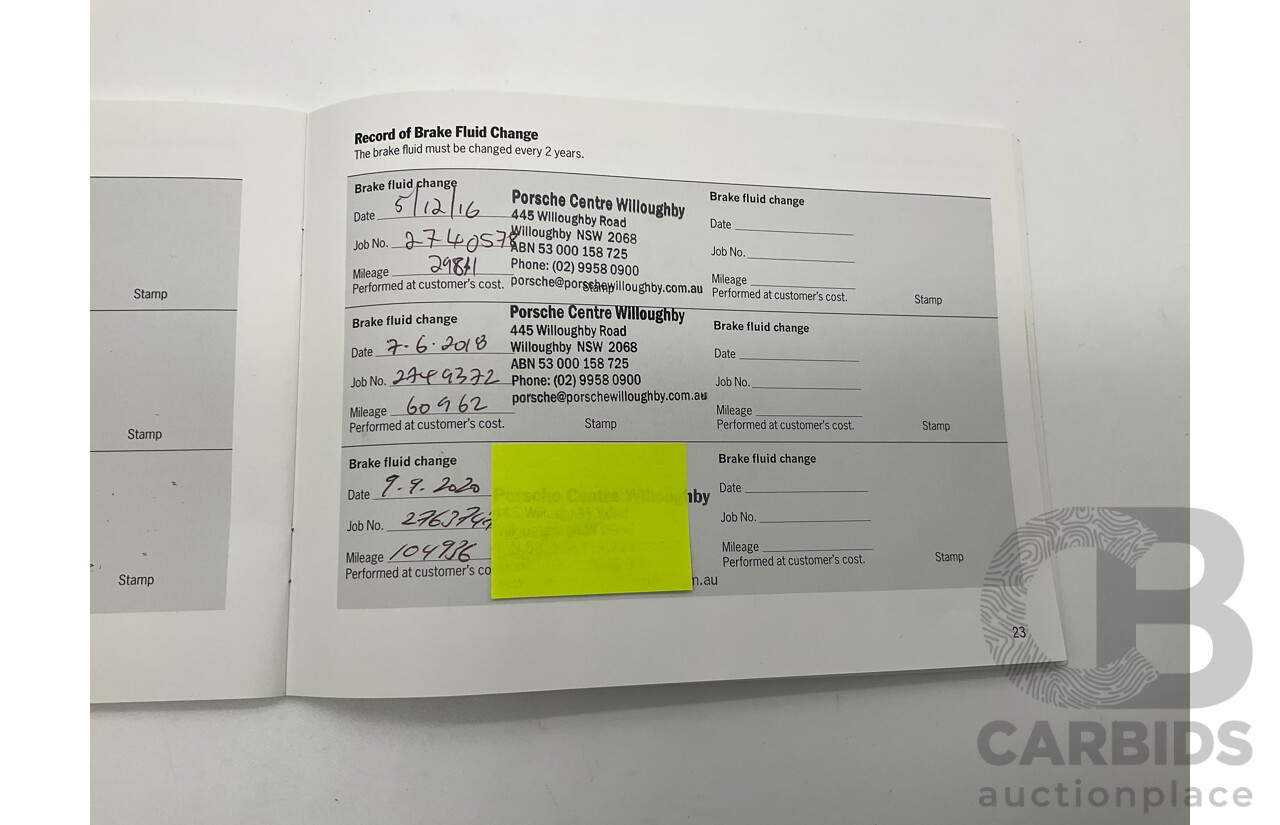 Stamp
Stamp
Stamp
Record of Brake Fluid Change
The brake fluid must be changed every 2 years.
Brake fluid change
Date 5/12/16
Job No. 2740578
Mileage
Performed at customer's cost.
Porsche Centre Willoughby
445 Willoughby Road
Willoughby NSW 2068
ABN 53 000 158 725
Phone: (02) 9958 0900
porsche@porschewilloughby.com.au
Stamp
Brake fluid change
Date
Job No.
Mileage
Performed at customer's cost.
Stamp
Brake fluid change
Date 7-6-2018
Job No. 2749372
Mileage 60962
Performed at customer's cost.
Porsche Centre Willoughby
445 Willoughby Road
Willoughby NSW 2068
ABN 53 000 158 725
Phone: (02) 9958 0900
porsche@porschewilloughby.com.au
Stamp
Brake fluid change
Date
Job No.
Mileage
Performed at customer's cost.
Stamp
Brake fluid change
Date 9-9-2020
Job No.
Mileage 104936
Performed at customer's co
Porsche Centre Willoughby
n.au
Brake fluid change
Date
Job No.
Mileage
Performed at customer's cost.
Stamp
23
CARBIDS
auctionplace